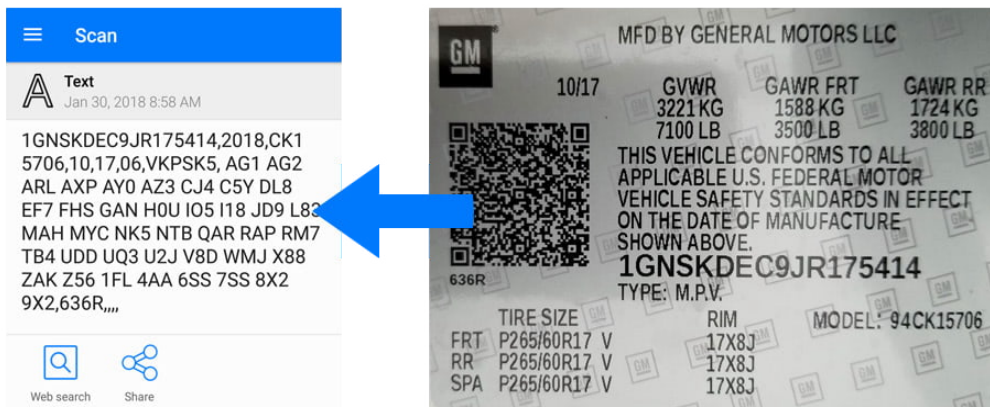 Scan
Text
Jan 30, 2018 8:58 AM
1GNSKDEC9JR175414,2018,CK1
5706,10,17,06,VKPSK5, AG1 AG2
ARL AXP AY0 AZ3 CJ4 C5Y DL8
EF7 FHS GAN H0U IO5 I18 JD9 L83
MAH MYC NK5 NTB QAR RAP RM7
TB4 UDD UQ3 U2J V8D WMJ X88
ZAK Z56 1FL 4AA 6SS 7SS 8X2
9X2,636R,,,,
Web search
Share
GM
MFD BY GENERAL MOTORS LLC
10/17 GVWR GAWR FRT GAWR RR
3221 KG 1588 KG 1724 KG
7100 LB 3500 LB 3800 LB
THIS VEHICLE CONFORMS TO ALL
APPLICABLE U.S. FEDERAL MOTOR
VEHICLE SAFETY STANDARDS IN EFFECT
ON THE DATE OF MANUFACTURE
SHOWN ABOVE.
636R
1GNSKDEC9JR175414
TYPE: M.P.V.
TIRE SIZE RIM MODEL: 94CK15706
FRT P265/60R17 V 17X8J
RR P265/60R17 V 17X8J
SPA P265/60R17 V 17X8J